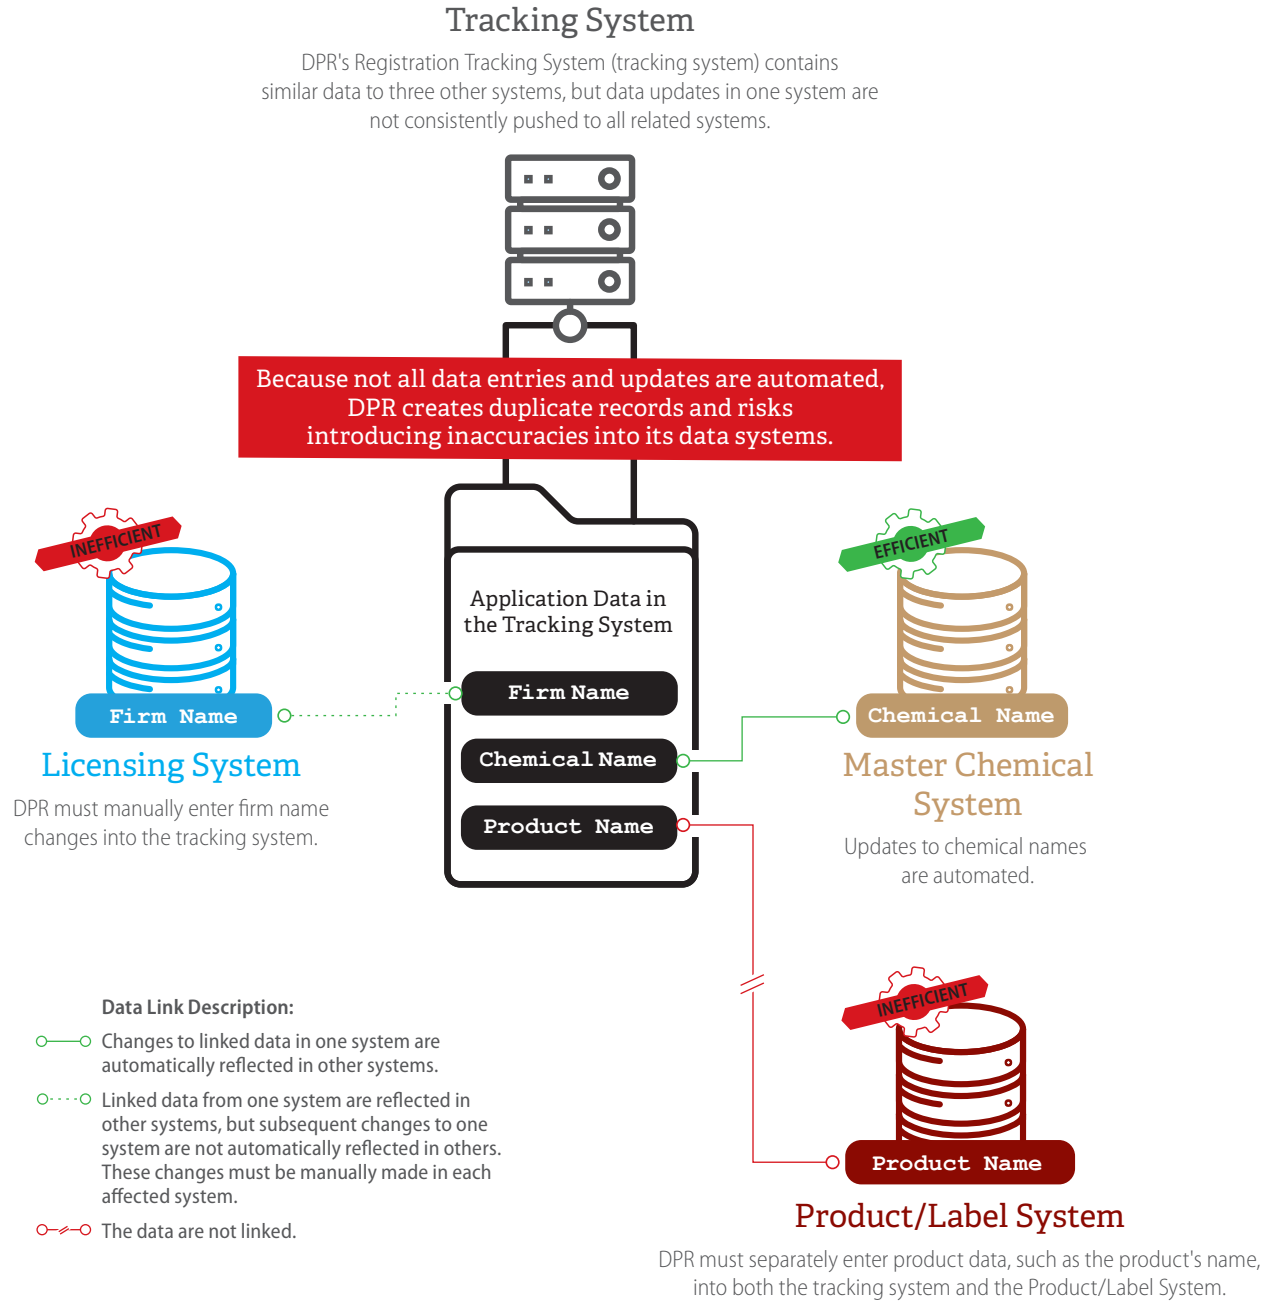 Tracking System
DPR's Registration Tracking System (tracking system) contains
similar data to three other systems, but data updates in one system are
not consistently pushed to all related systems.
Because not all data entries and updates are automated,
DPR creates duplicate records and risks
introducing inaccuracies into its data systems.
INEFFICIENT
Firm Name
Licensing System
DPR must manually enter firm name
changes into the tracking system.
Application Data in
the Tracking System
Firm Name
Chemical Name
Product Name
EFFICIENT
Chemical Name
Master Chemical
System
Updates to chemical names
are automated.
Data Link Description:
Changes to linked data in one system are
automatically reflected in other systems.
Linked data from one system are reflected in
other systems, but subsequent changes to one
system are not automatically reflected in others.
These changes must be manually made in each
affected system.
The data are not linked.
INEFFICIENT
Product Name
Product/Label System
DPR must separately enter product data, such as the product's name,
into both the tracking system and the Product/Label System.